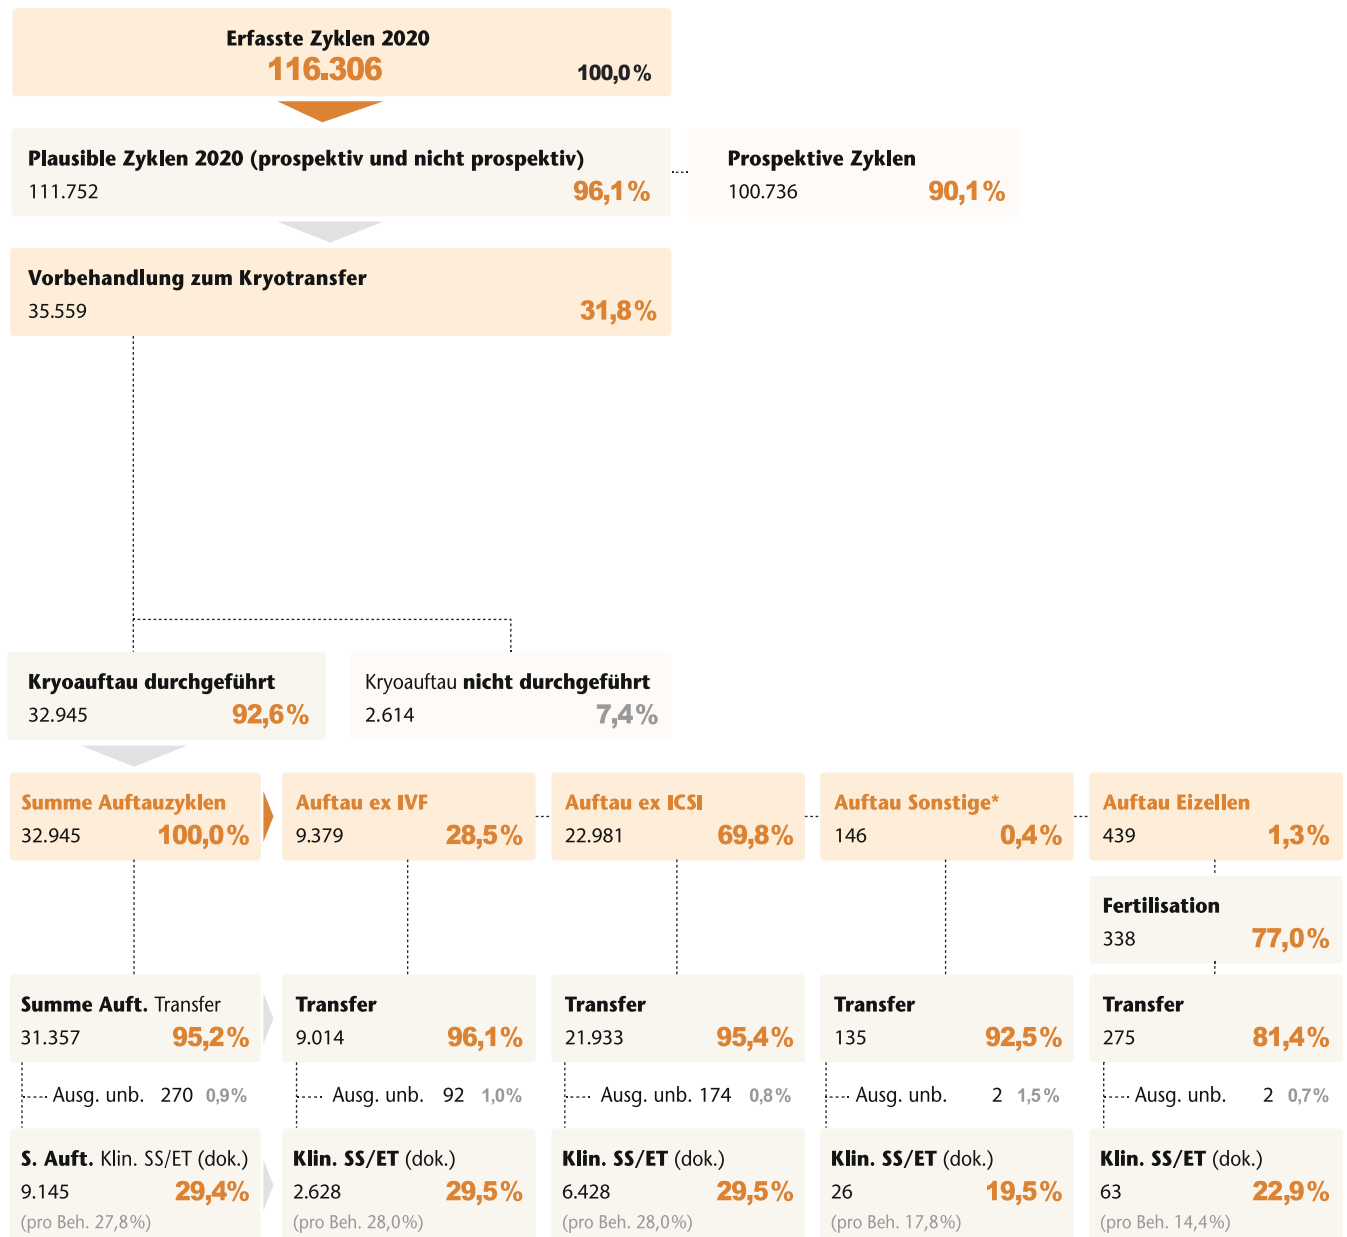 Erfasste Zyklen 2020
116.306 100,0%
Plausible Zyklen 2020 (prospektiv und nicht prospektiv)
111.752 96,1%
Prospektive Zyklen
100.736 90,1%
Vorbehandlung zum Kryotransfer
35.559 31,8%
Kryoauftau durchgeführt
32.945 92,6%
Kryoauftau nicht durchgeführt
2.614 7,4%
Summe Auftauzyklen
32.945 100,0%
Auftau ex IVF
9.379 28,5%
Auftau ex ICSI
22.981 69,8%
Auftau Sonstige*
146 0,4%
Auftau Eizellen
439 1,3%
Fertilisation
338 77,0%
Summe Auft. Transfer
31.357 95,2%
Transfer
9.014 96,1%
Transfer
21.933 95,4%
Transfer
135 92,5%
Transfer
275 81,4%
Ausg. unb. 270 0,9%
Ausg. unb. 92 1,0%
Ausg. unb. 174 0,8%
Ausg. unb. 2 1,5%
Ausg. unb. 2 0,7%
S. Auft. Klin. SS/ET (dok.)
9.145 29,4%
(pro Beh. 27,8%)
Klin. SS/ET (dok.)
2.628 29,5%
(pro Beh. 28,0%)
Klin. SS/ET (dok.)
6.428 29,5%
(pro Beh. 28,0%)
Klin. SS/ET (dok.)
26 19,5%
(pro Beh. 17,8%)
Klin. SS/ET (dok.)
63 22,9%
(pro Beh. 14,4%)